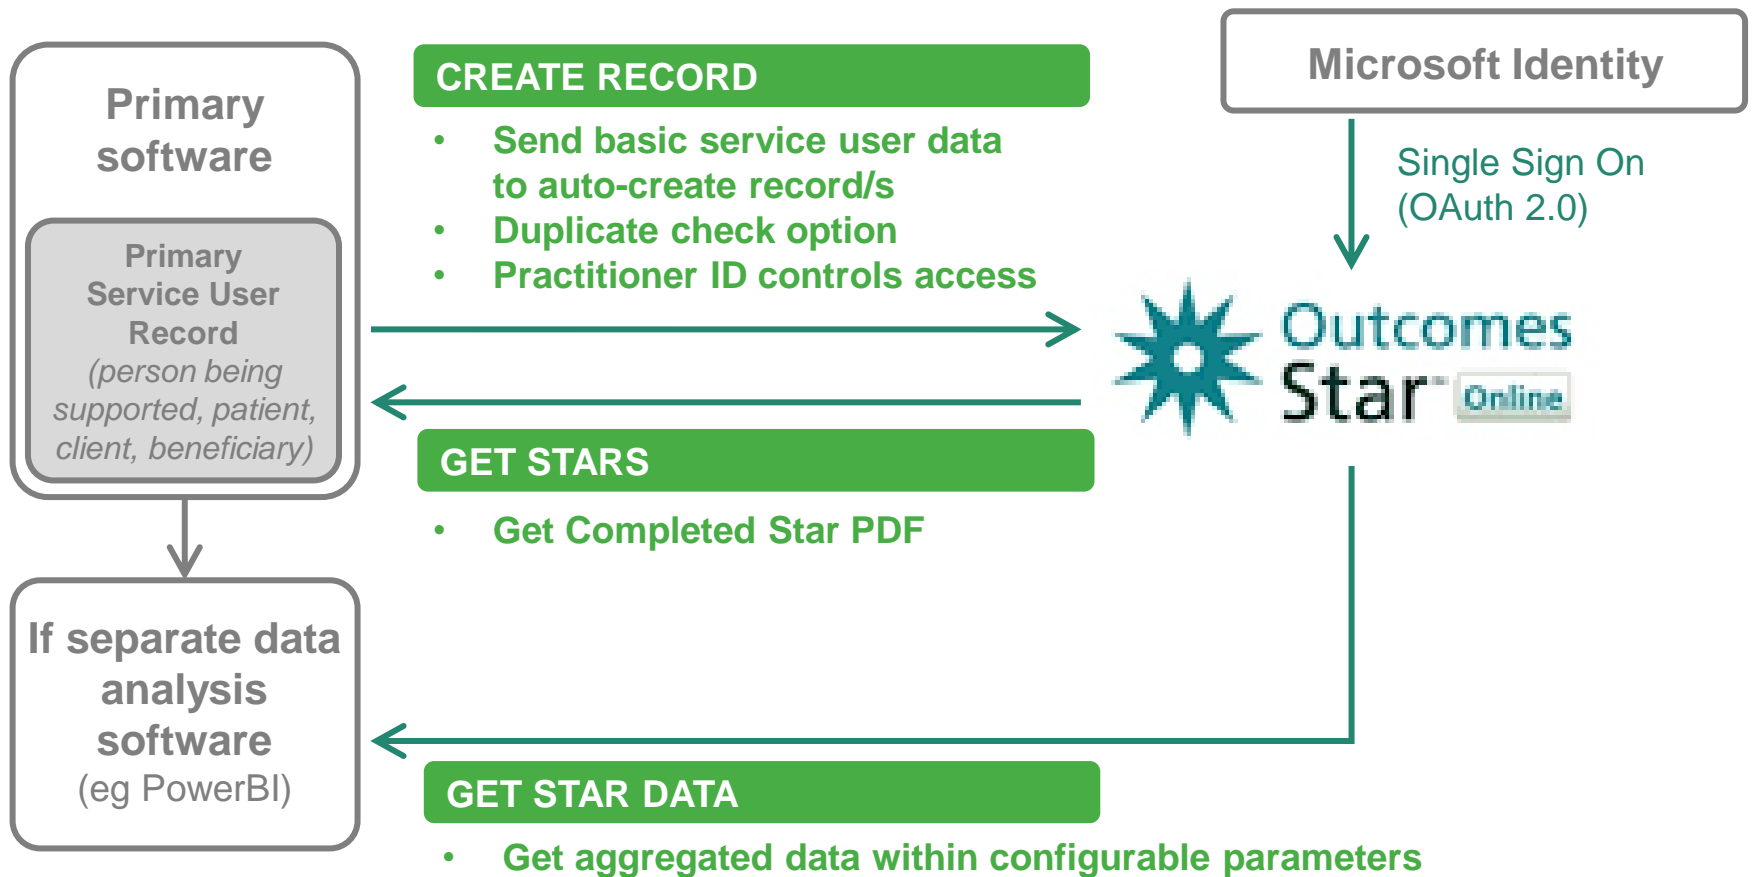 Primary
software
Primary
Service User
Record
(person being
supported, patient,
client, beneficiary)
CREATE RECORD
• Send basic service user data
to auto-create record/s
• Duplicate check option
• Practitioner ID controls access
Microsoft Identity
Single Sign On
(OAuth 2.0)
Outcomes
Star™ Online
GET STARS
• Get Completed Star PDF
If separate data
analysis
software
(eg PowerBI)
GET STAR DATA
• Get aggregated data within configurable parameters